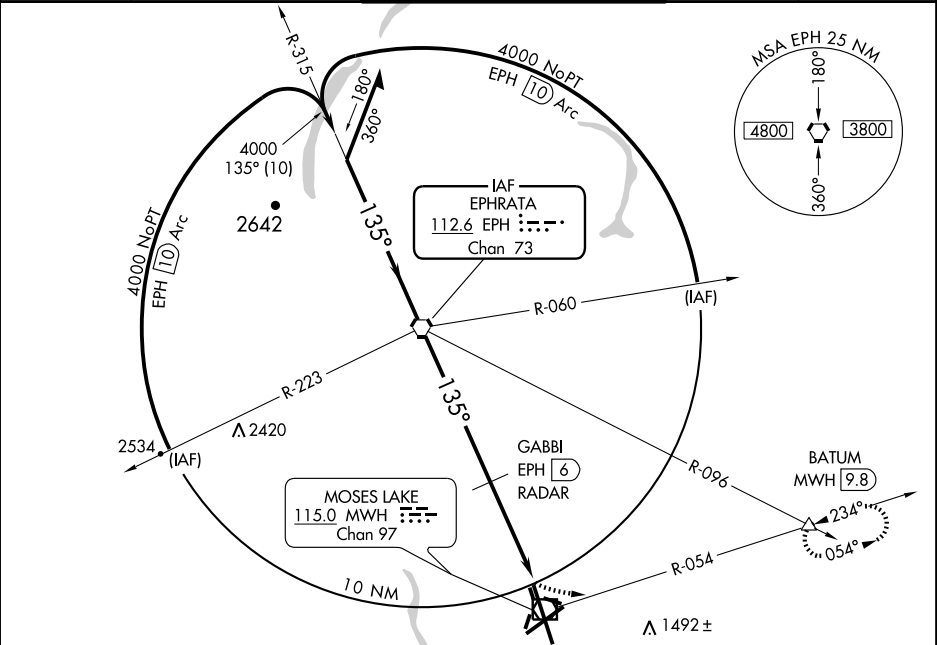 R-315
4000 NoPT
EPH 10 Arc
180°
360°
4000
135° (10)
2642
4000 NoPT
EPH 10 Arc
135°
IAF
EPHRATA
112.6 EPH
Chan 73
MSA EPH 25 NM
180°
4800
3800
360°
R-060
(IAF)
R-223
2534
(IAF)
2420
135°
GABBI
EPH 6
RADAR
R-096
BATUM
MWH 9.8
234°
054°
R-054
MOSES LAKE
115.0 MWH
Chan 97
10 NM
1492 ±